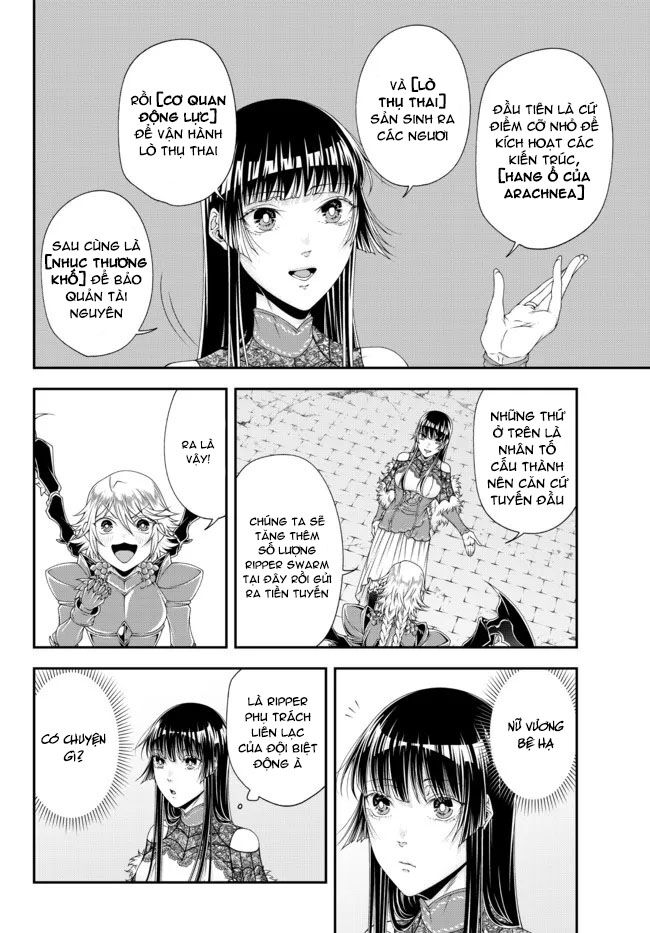 ĐẦU TIÊN LÀ CỨ
ĐIỂM CỠ NHỎ ĐỂ
KÍCH HOẠT CÁC
KIẾN TRÚC,
[HANG Ổ CỦA
ARACHNEA]
VÀ [LÒ
THỤ THAI]
SẢN SINH RA
CÁC NGƯƠI
RỒI [CƠ QUAN
ĐỘNG LỰC]
ĐỂ VẬN HÀNH
LÒ THỤ THAI
SAU CÙNG LÀ
[NHỤC THƯƠNG
KHỐ] ĐỂ BẢO
QUẢN TÀI
NGUYÊN
NHỮNG THỨ
Ở TRÊN LÀ
NHÂN TỐ
CẤU THÀNH
NÊN CĂN CỨ
TUYẾN ĐẦU
CHÚNG TA SẼ
TĂNG THÊM
SỐ LƯỢNG
RIPPER SWARM
TẠI ĐÂY RỒI GỬI
RA TIỀN TUYẾN
RA LÀ
VẬY!
NỮ VƯƠNG
BỆ HẠ
LÀ RIPPER
PHỤ TRÁCH
LIÊN LẠC
CỦA ĐỘI BIỆT
ĐỘNG À
CÓ CHUYỆN
GÌ?